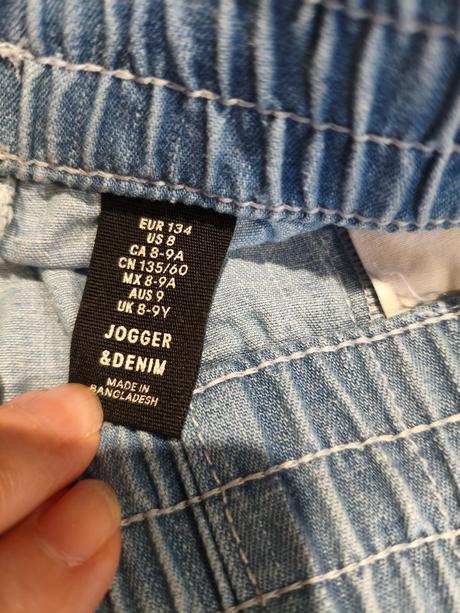 EUR 134
US 8
CA 8-9A
CN 135/60
MX 8-9A
AUS 9
UK 8-9Y
JOGGER
&DENIM
MADE IN
BANGLADESH